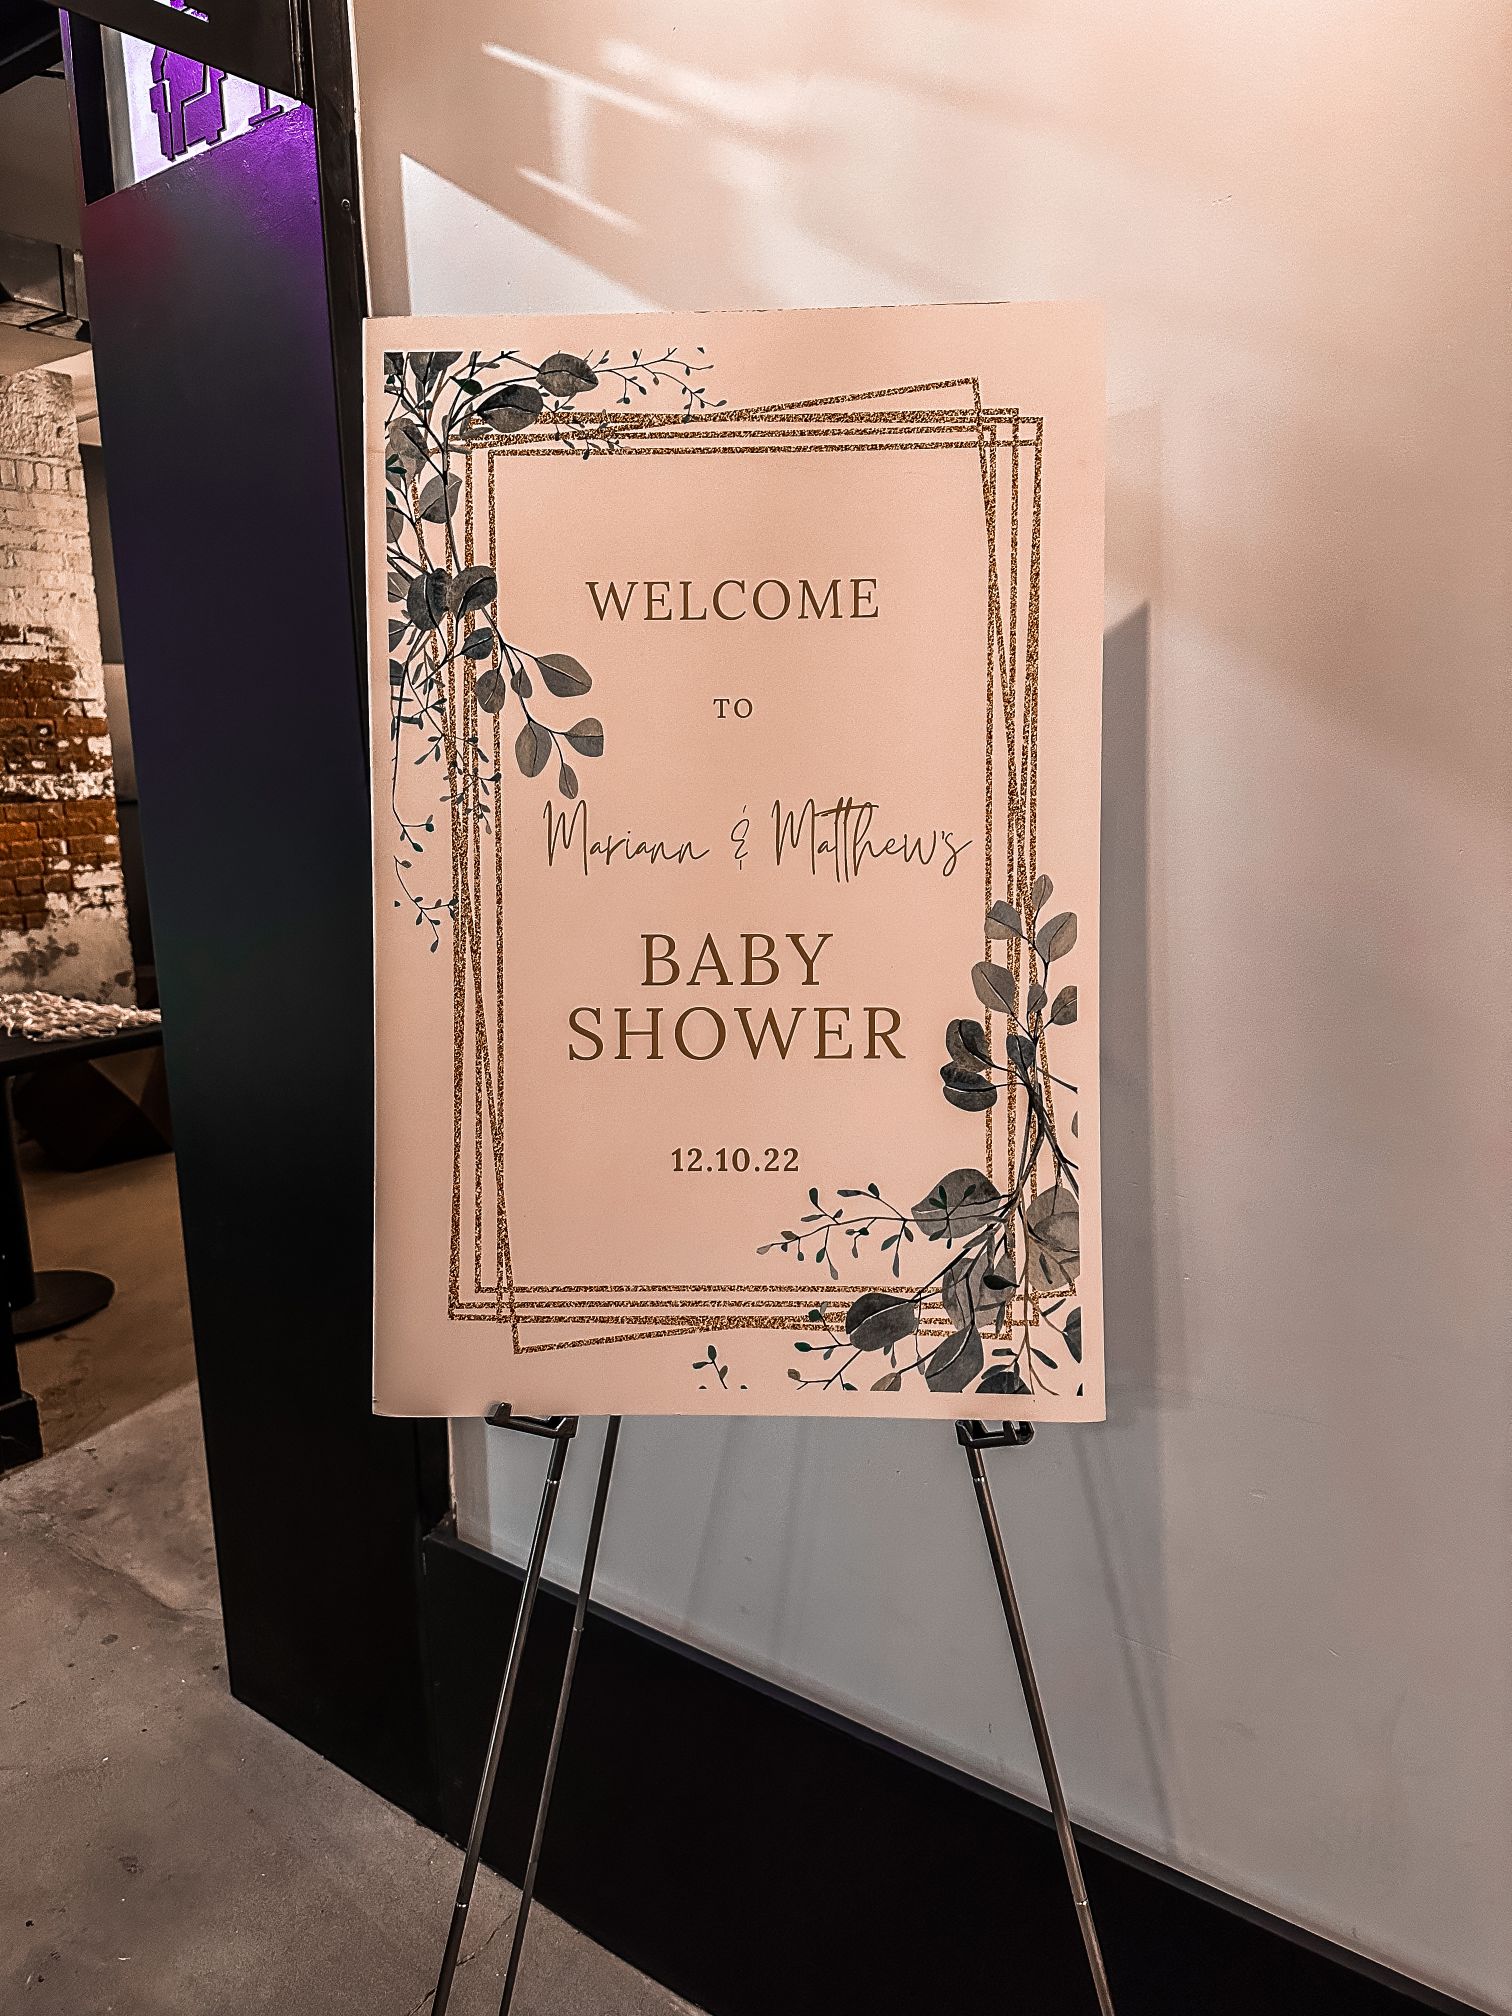 WELCOME
TO
Mariann & Matthew's
BABY
SHOWER
12.10.22